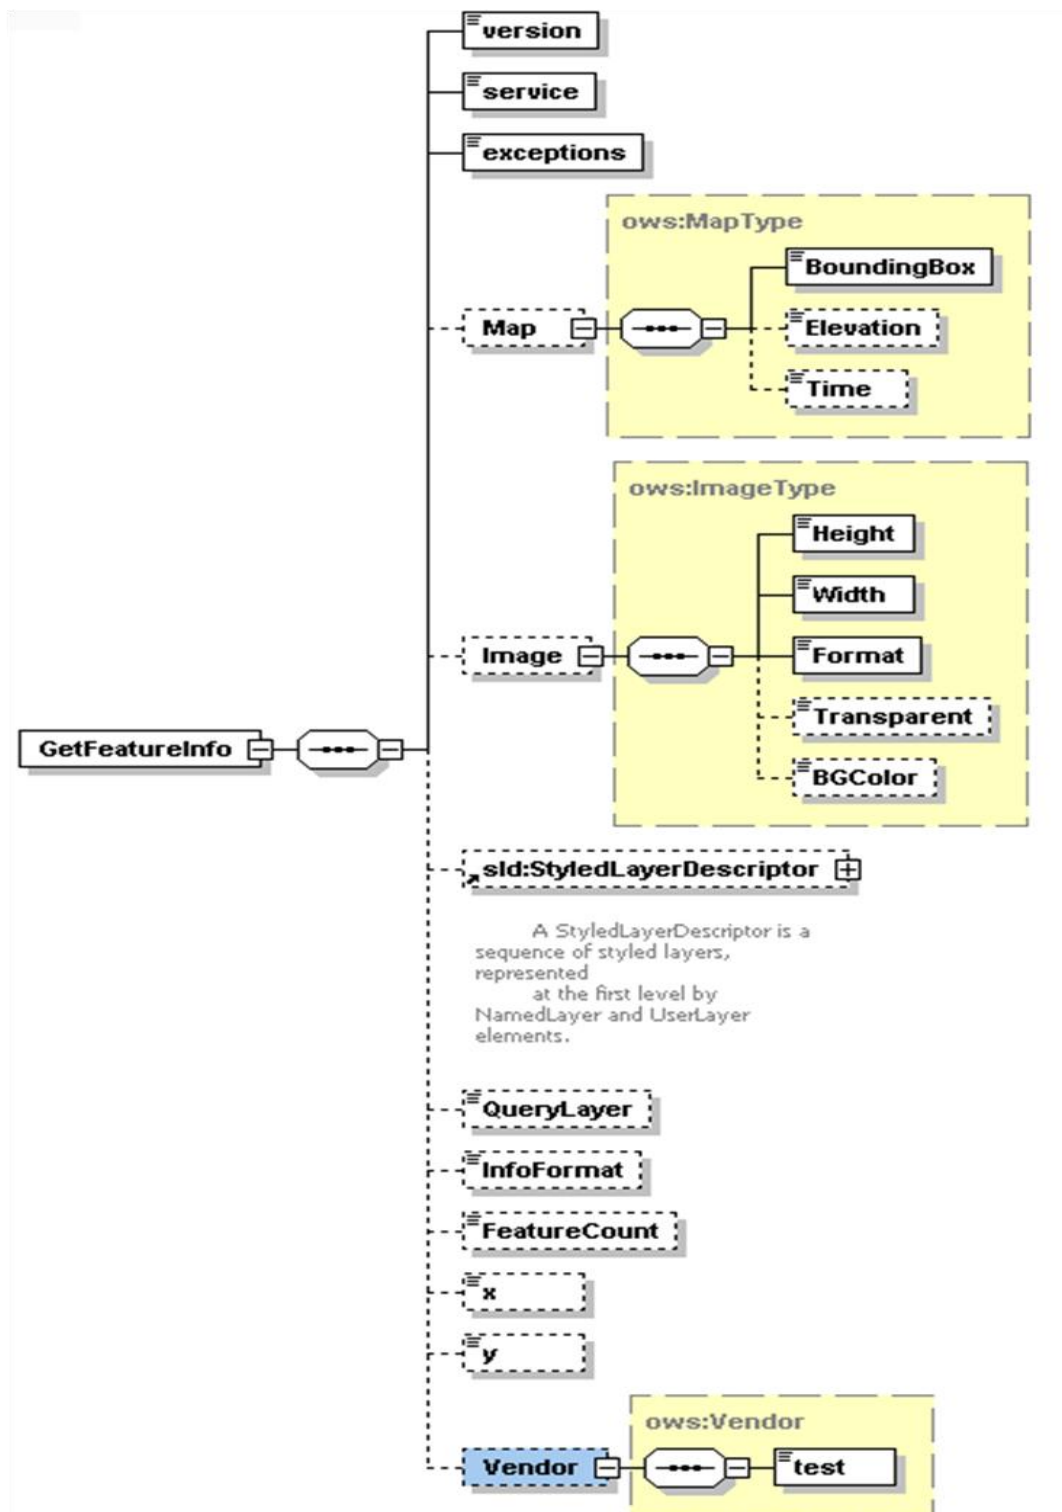 version
service
exceptions
ows:MapType
BoundingBox
Map
Elevation
Time
ows:ImageType
Height
Width
Image
Format
Transparent
GetFeatureInfo
BGColor
sld:StyledLayerDescriptor
A StyledLayerDescriptor is a
sequence of styled layers,
represented
at the first level by
NamedLayer and UserLayer
elements.
QueryLayer
InfoFormat
FeatureCount
x
y
ows:Vendor
Vendor
test